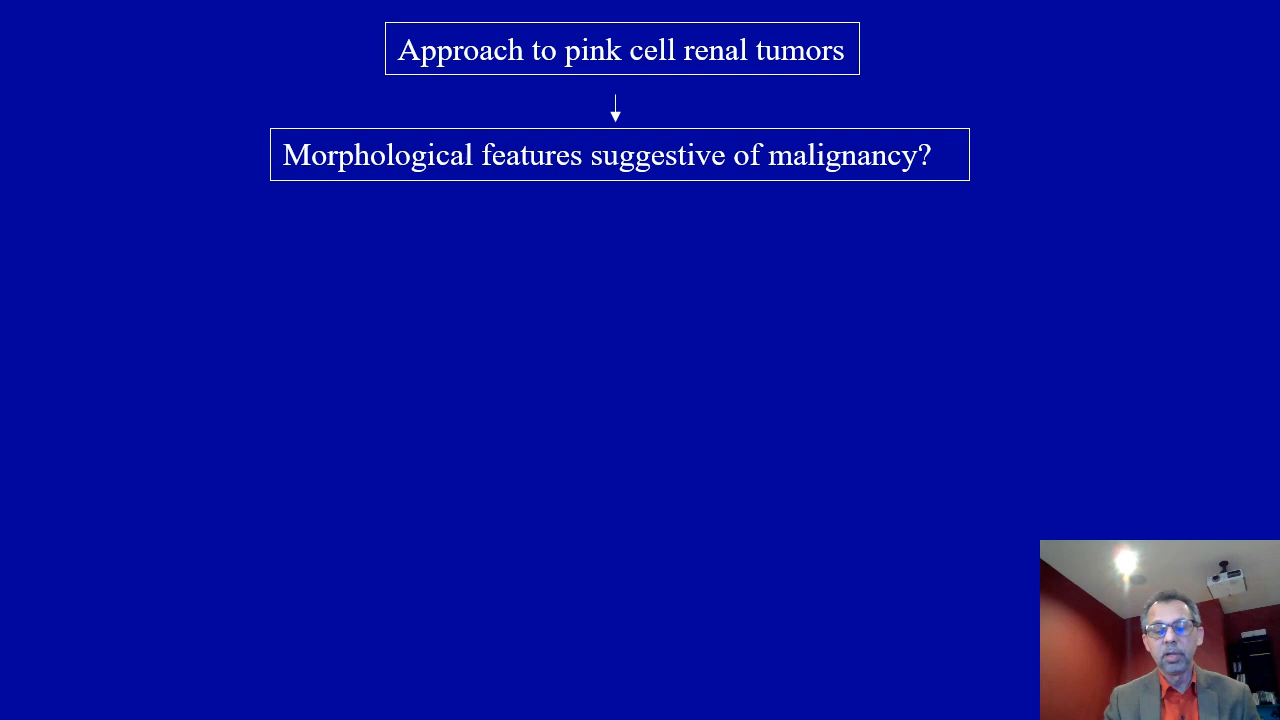 Approach to pink cell renal tumors
Morphological features suggestive of malignancy?